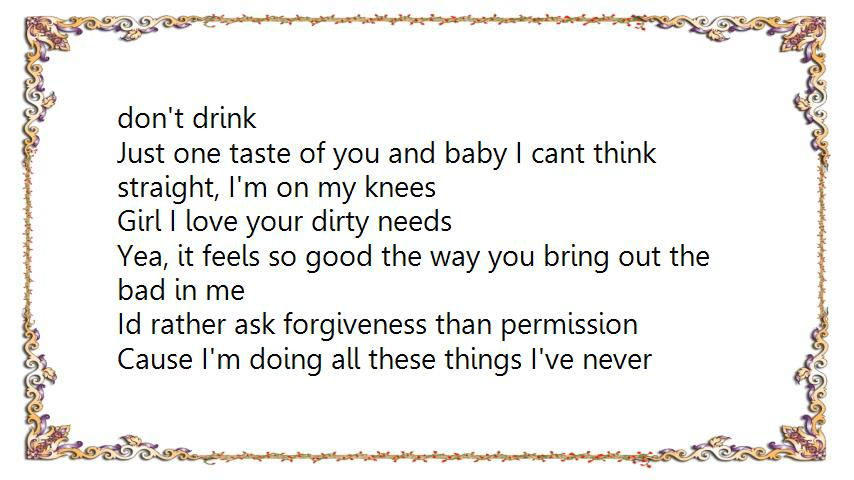 don't drink
Just one taste of you and baby I cant think
straight, I'm on my knees
Girl I love your dirty needs
Yea, it feels so good the way you bring out the
bad in me
Id rather ask forgiveness than permission
Cause I'm doing all these things I've never